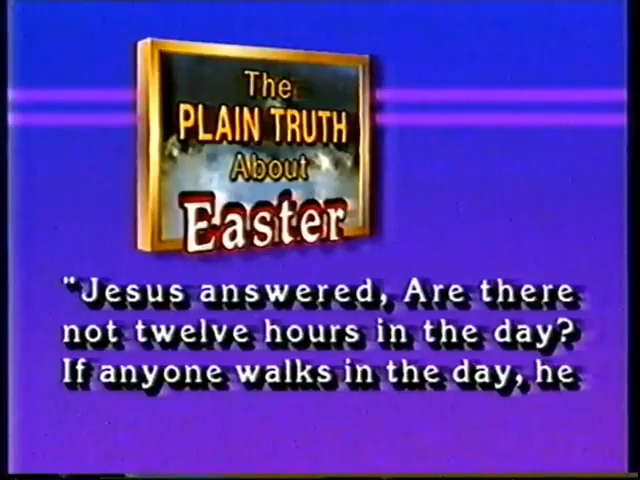 The
PLAIN TRUTH
About
Easter
"Jesus answered, Are there
not twelve hours in the day?
If anyone walks in the day, he